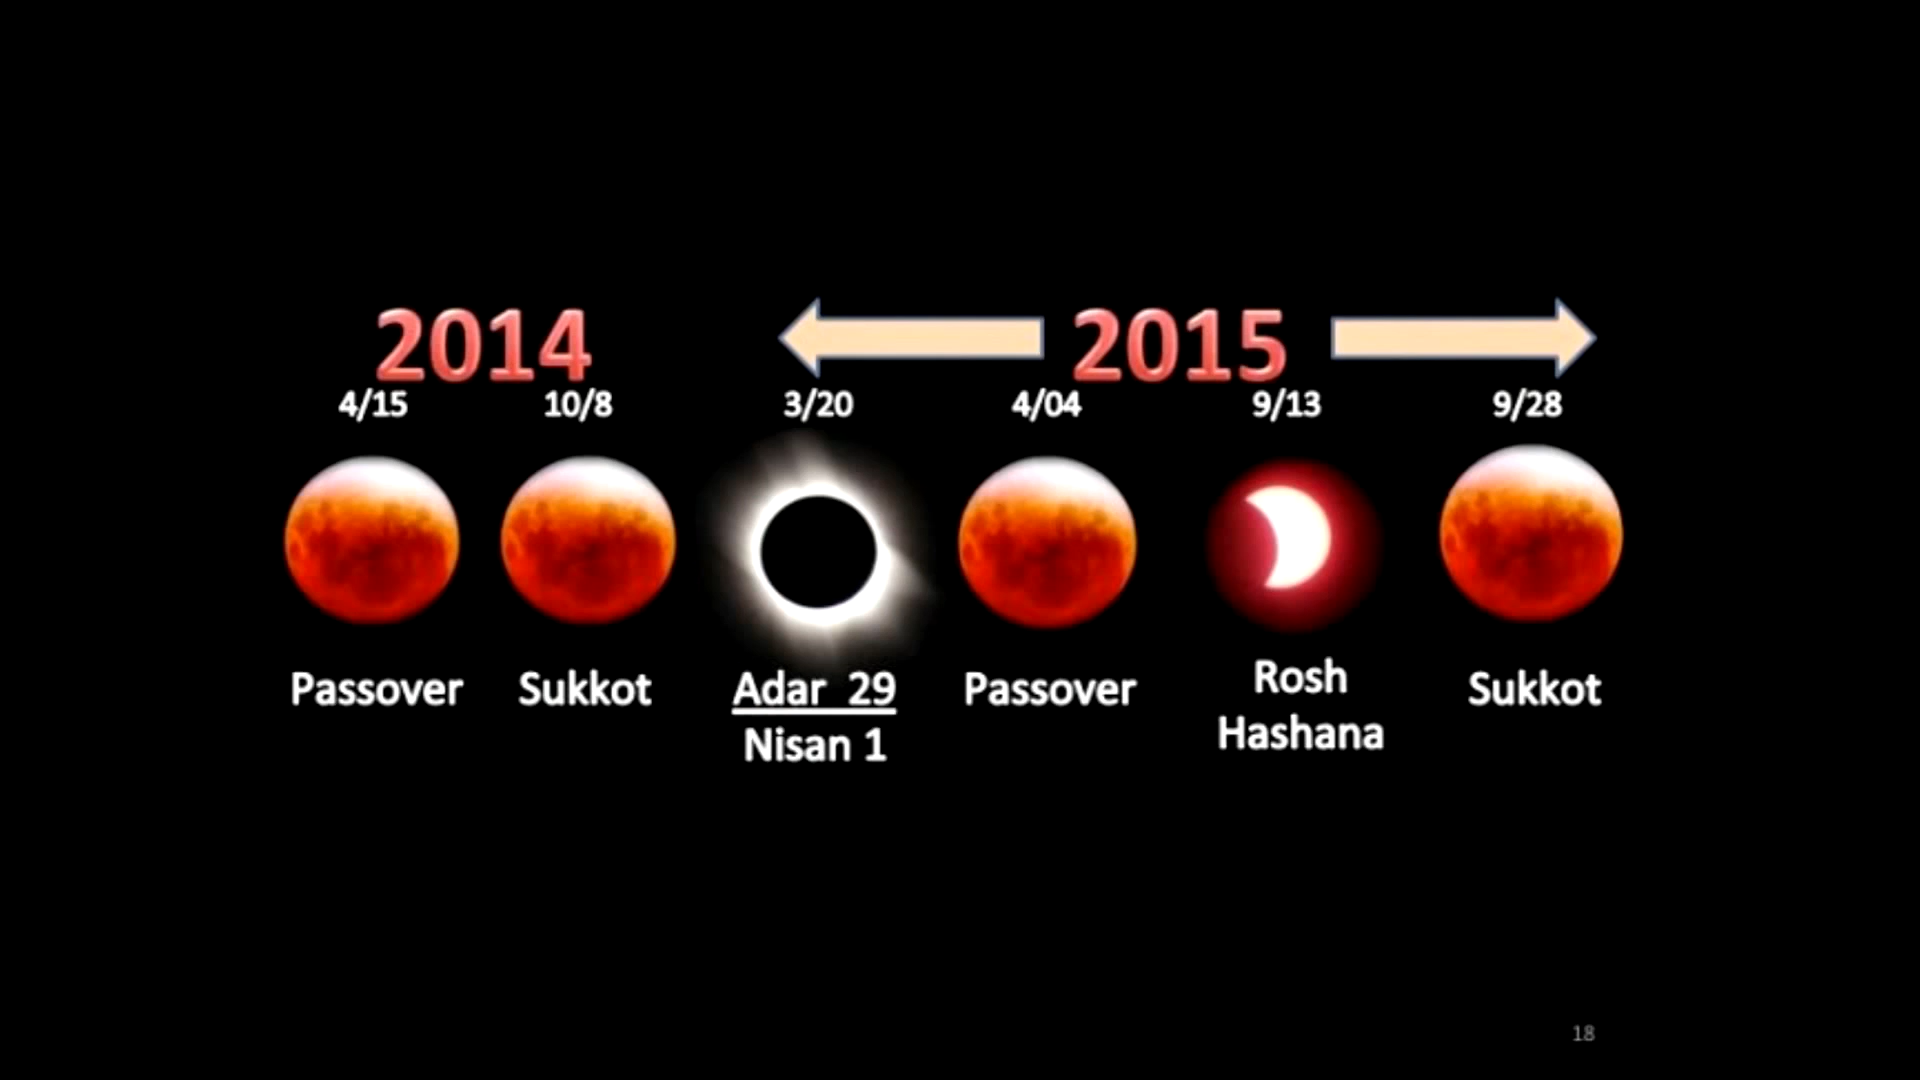 2014
2015
4/15
10/8
3/20
4/04
9/13
9/28
Passover
Sukkot
Adar 29
Nisan 1
Passover
Rosh
Hashana
Sukkot
18